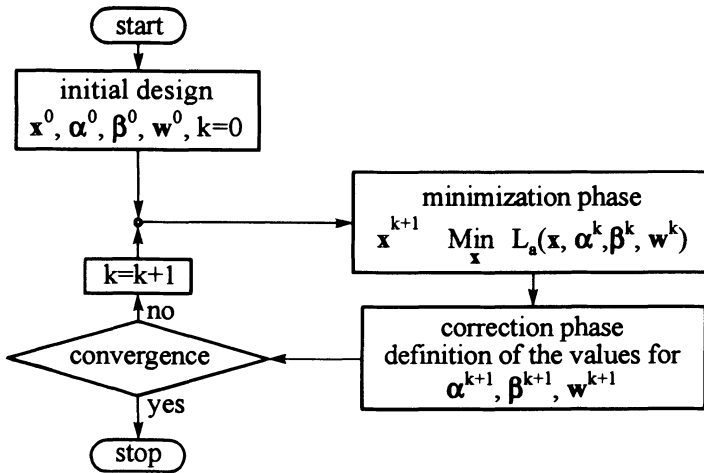 start
initial design
x⁰, α⁰, β⁰, w⁰, k=0
minimization phase
xᵏ⁺¹ Min Lₐ(x, αᵏ,βᵏ, wᵏ)
x
k=k+1
no
correction phase
definition of the values for
αᵏ⁺¹, βᵏ⁺¹, wᵏ⁺¹
convergence
yes
stop